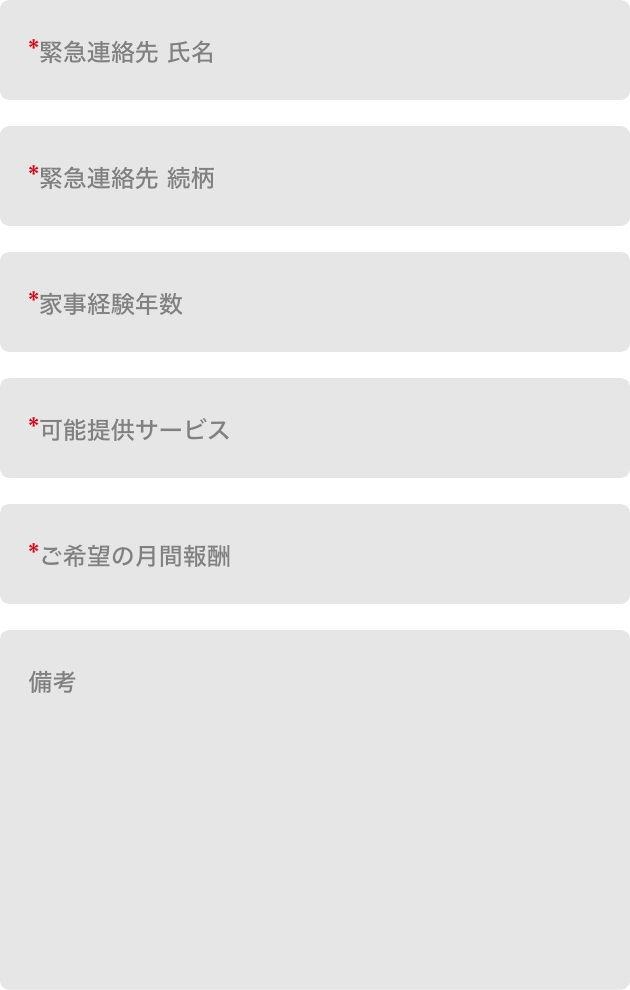 *緊急連絡先 氏名
*緊急連絡先 続柄
*家事経験年数
*可能提供サービス
*ご希望の月間報酬
備考